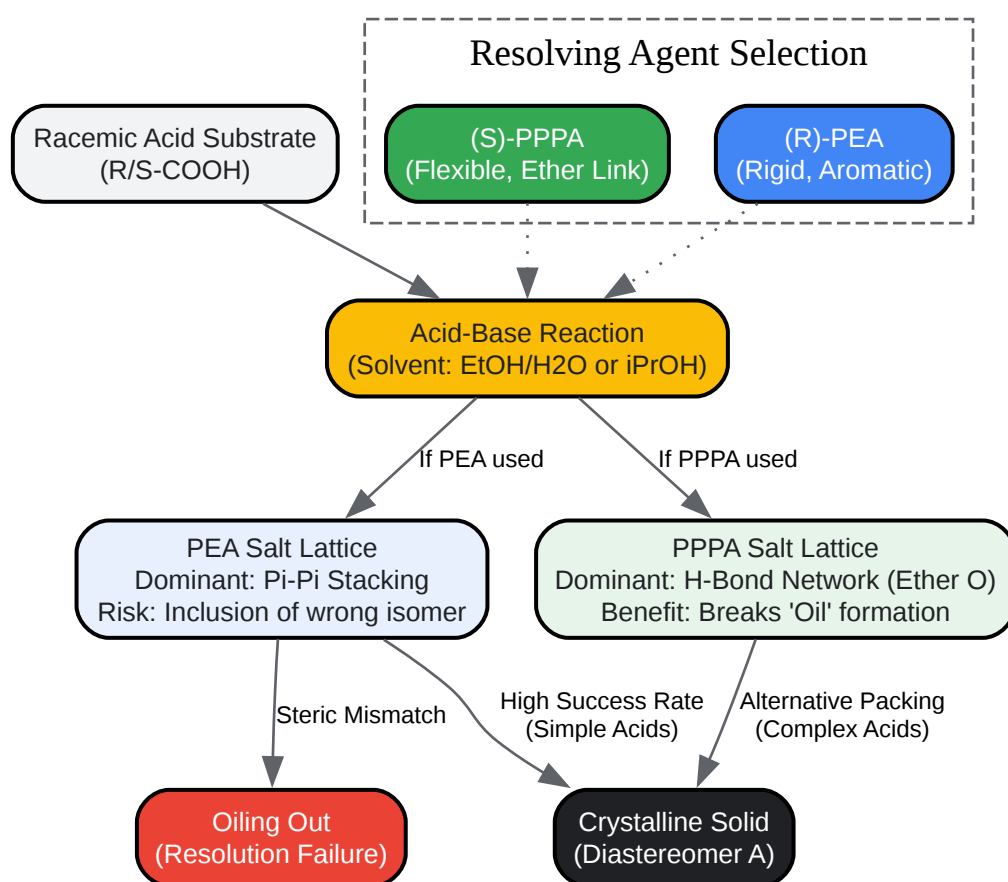 Resolving Agent Selection
Racemic Acid Substrate
(R/S-COOH)
(S)-PPPA
(Flexible, Ether Link)
(R)-PEA
(Rigid, Aromatic)
Acid-Base Reaction
(Solvent: EtOH/H2O or iPrOH)
If PEA used
If PPPA used
PEA Salt Lattice
Dominant: Pi-Pi Stacking
Risk: Inclusion of wrong isomer
PPPA Salt Lattice
Dominant: H-Bond Network (Ether O)
Benefit: Breaks 'Oil' formation
Steric Mismatch
High Success Rate
(Simple Acids)
Alternative Packing
(Complex Acids)
Oiling Out
(Resolution Failure)
Crystalline Solid
(Diastereomer A)